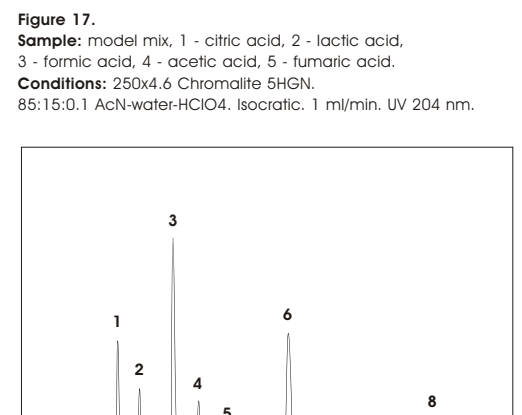 Figure 17.
Sample: model mix, 1 - citric acid, 2 - lactic acid,
3 - formic acid, 4 - acetic acid, 5 - fumaric acid.
Conditions: 250x4.6 Chromalite 5HGN.
85:15:0.1 AcN-water-HClO4. Isocratic. 1 ml/min. UV 204 nm.
3
6
1
2
4
8
5